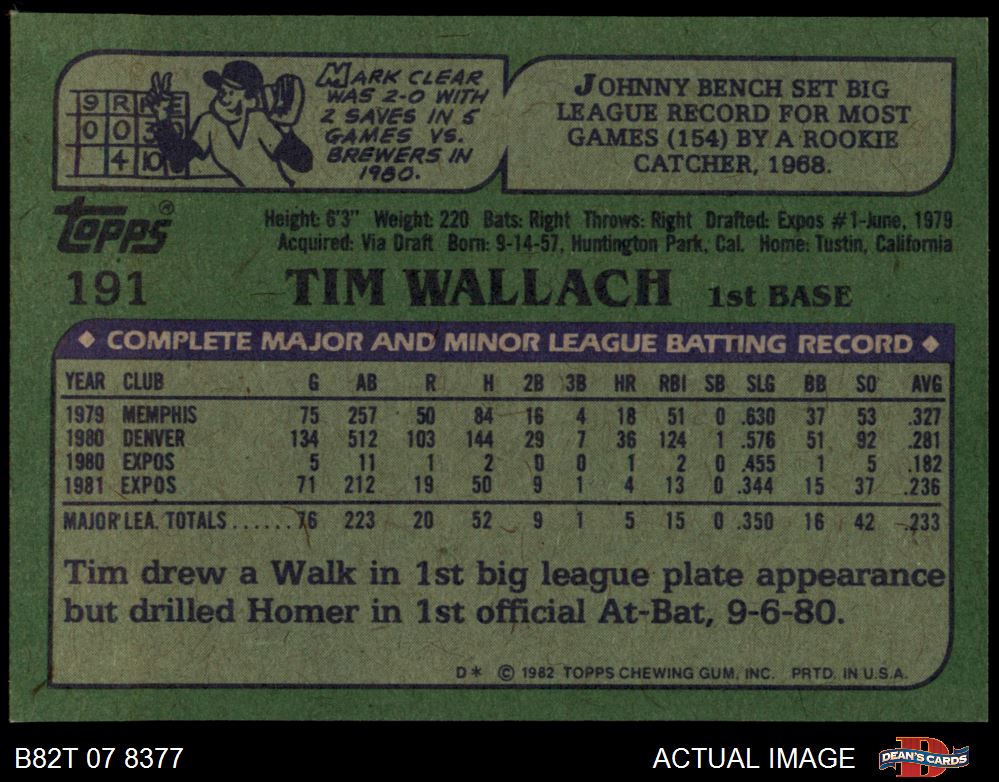 9 R R E
0 0 3 0
4 10
MARK CLEAR
WAS 2-0 WITH
2 SAVES IN 5
GAMES VS.
BREWERS IN
1980.
JOHNNY BENCH SET BIG
LEAGUE RECORD FOR MOST
GAMES (154) BY A ROOKIE
CATCHER, 1968.
topps®
Height: 6'3" Weight: 220 Bats: Right Throws: Right Drafted: Expos #1-June, 1979
Acquired: Via Draft Born: 9-14-57, Huntington Park, Cal. Home: Tustin, California
191 TIM WALLACH 1st BASE
◆ COMPLETE MAJOR AND MINOR LEAGUE BATTING RECORD ◆
YEAR CLUB G AB R H 2B 3B HR RBI SB SLG BB SO AVG
1979 MEMPHIS 75 257 50 84 16 4 18 51 0 .630 37 53 .327
1980 DENVER 134 512 103 144 29 7 36 124 1 .576 51 92 .281
1980 EXPOS 5 11 1 2 0 0 1 2 0 .455 1 5 .182
1981 EXPOS 71 212 19 50 9 1 4 13 0 .344 15 37 .236
MAJOR LEA. TOTALS......76 223 20 52 9 1 5 15 0 .350 16 42 .233
Tim drew a Walk in 1st big league plate appearance
but drilled Homer in 1st official At-Bat, 9-6-80.
D* © 1982 TOPPS CHEWING GUM, INC. PRTD. IN U.S.A.
B82T 07 8377 ACTUAL IMAGE DEAN'S CARDS